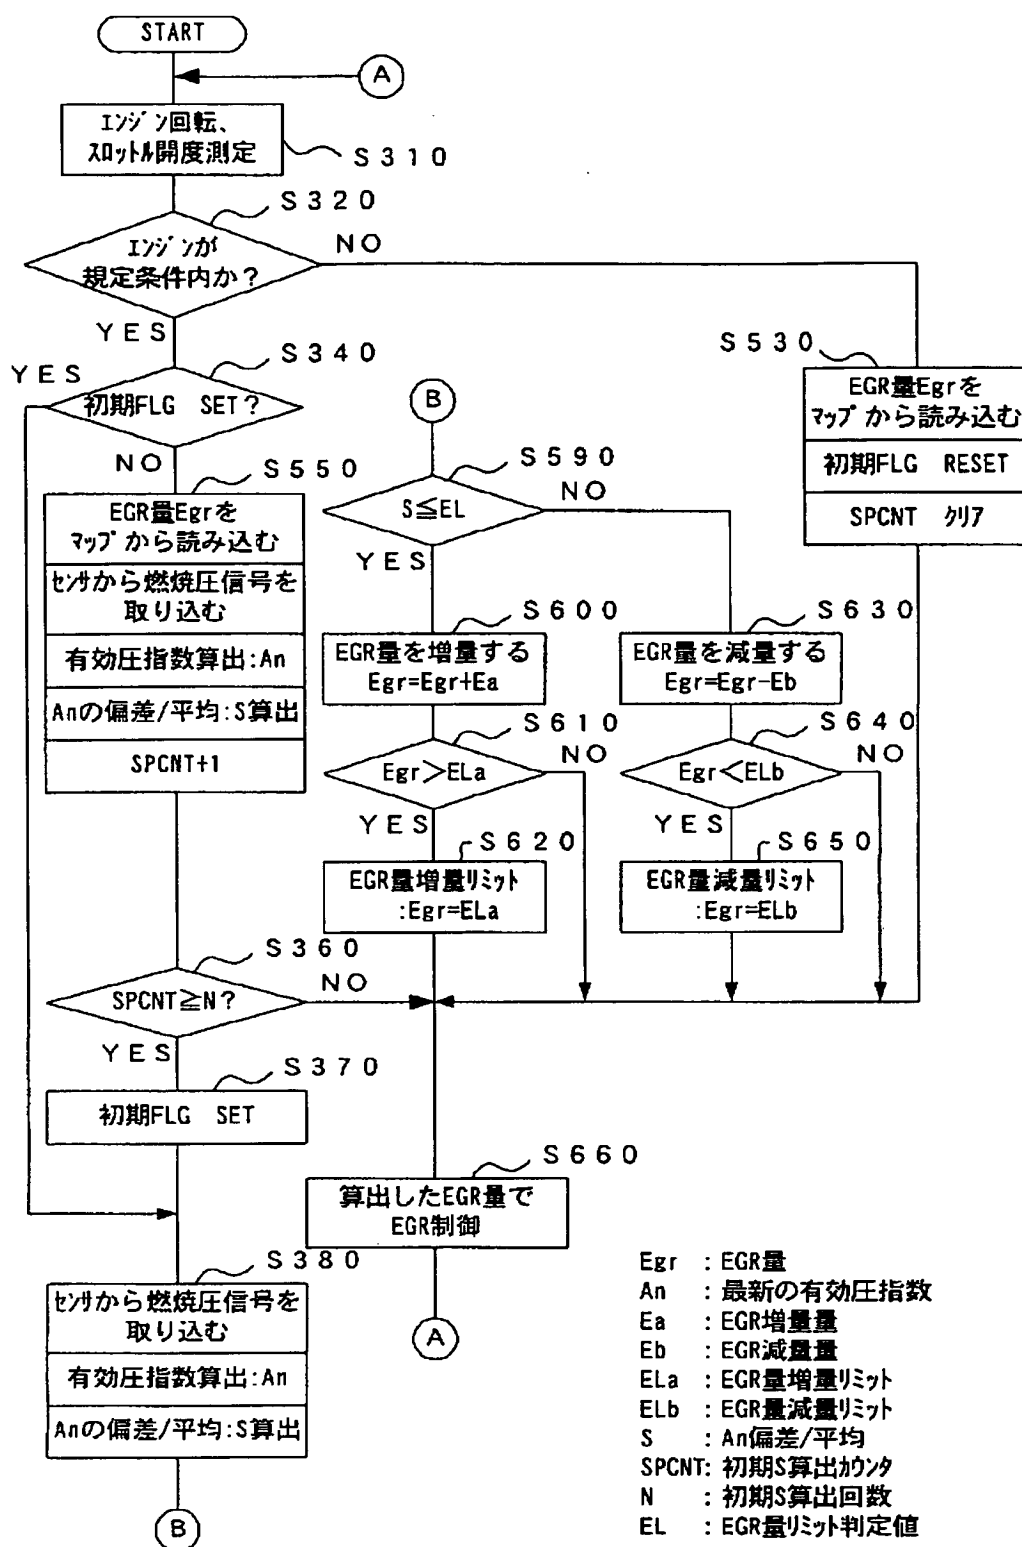 START
A
エンジン回転、
スロットル開度測定
S310
S320
エンジンが
規定条件内か?
NO
YES
S340
YES
初期FLG SET?
NO
S530
EGR量Egrを
マップから読み込む
初期FLG RESET
SPCNT クリア
B
S590
S≦EL
NO
YES
S550
EGR量Egrを
マップから読み込む
センサから燃焼圧信号を
取り込む
有効圧指数算出:An
Anの偏差/平均:S算出
SPCNT+1
S600
EGR量を増量する
Egr=Egr+Ea
S630
EGR量を減量する
Egr=Egr-Eb
S610
Egr>ELa
NO
YES
S640
Egr<ELb
NO
YES
S620
EGR量増量リミット
:Egr=ELa
S650
EGR量減量リミット
:Egr=ELb
S360
SPCNT≧N?
NO
YES
S370
初期FLG SET
S660
算出したEGR量で
EGR制御
A
S380
センサから燃焼圧信号を
取り込む
有効圧指数算出:An
Anの偏差/平均:S算出
B
Egr :EGR量
An :最新の有効圧指数
Ea :EGR増量量
Eb :EGR減量量
ELa :EGR量増量リミット
ELb :EGR量減量リミット
S :An偏差/平均
SPCNT:初期S算出カウンタ
N :初期S算出回数
EL :EGR量リミット判定値